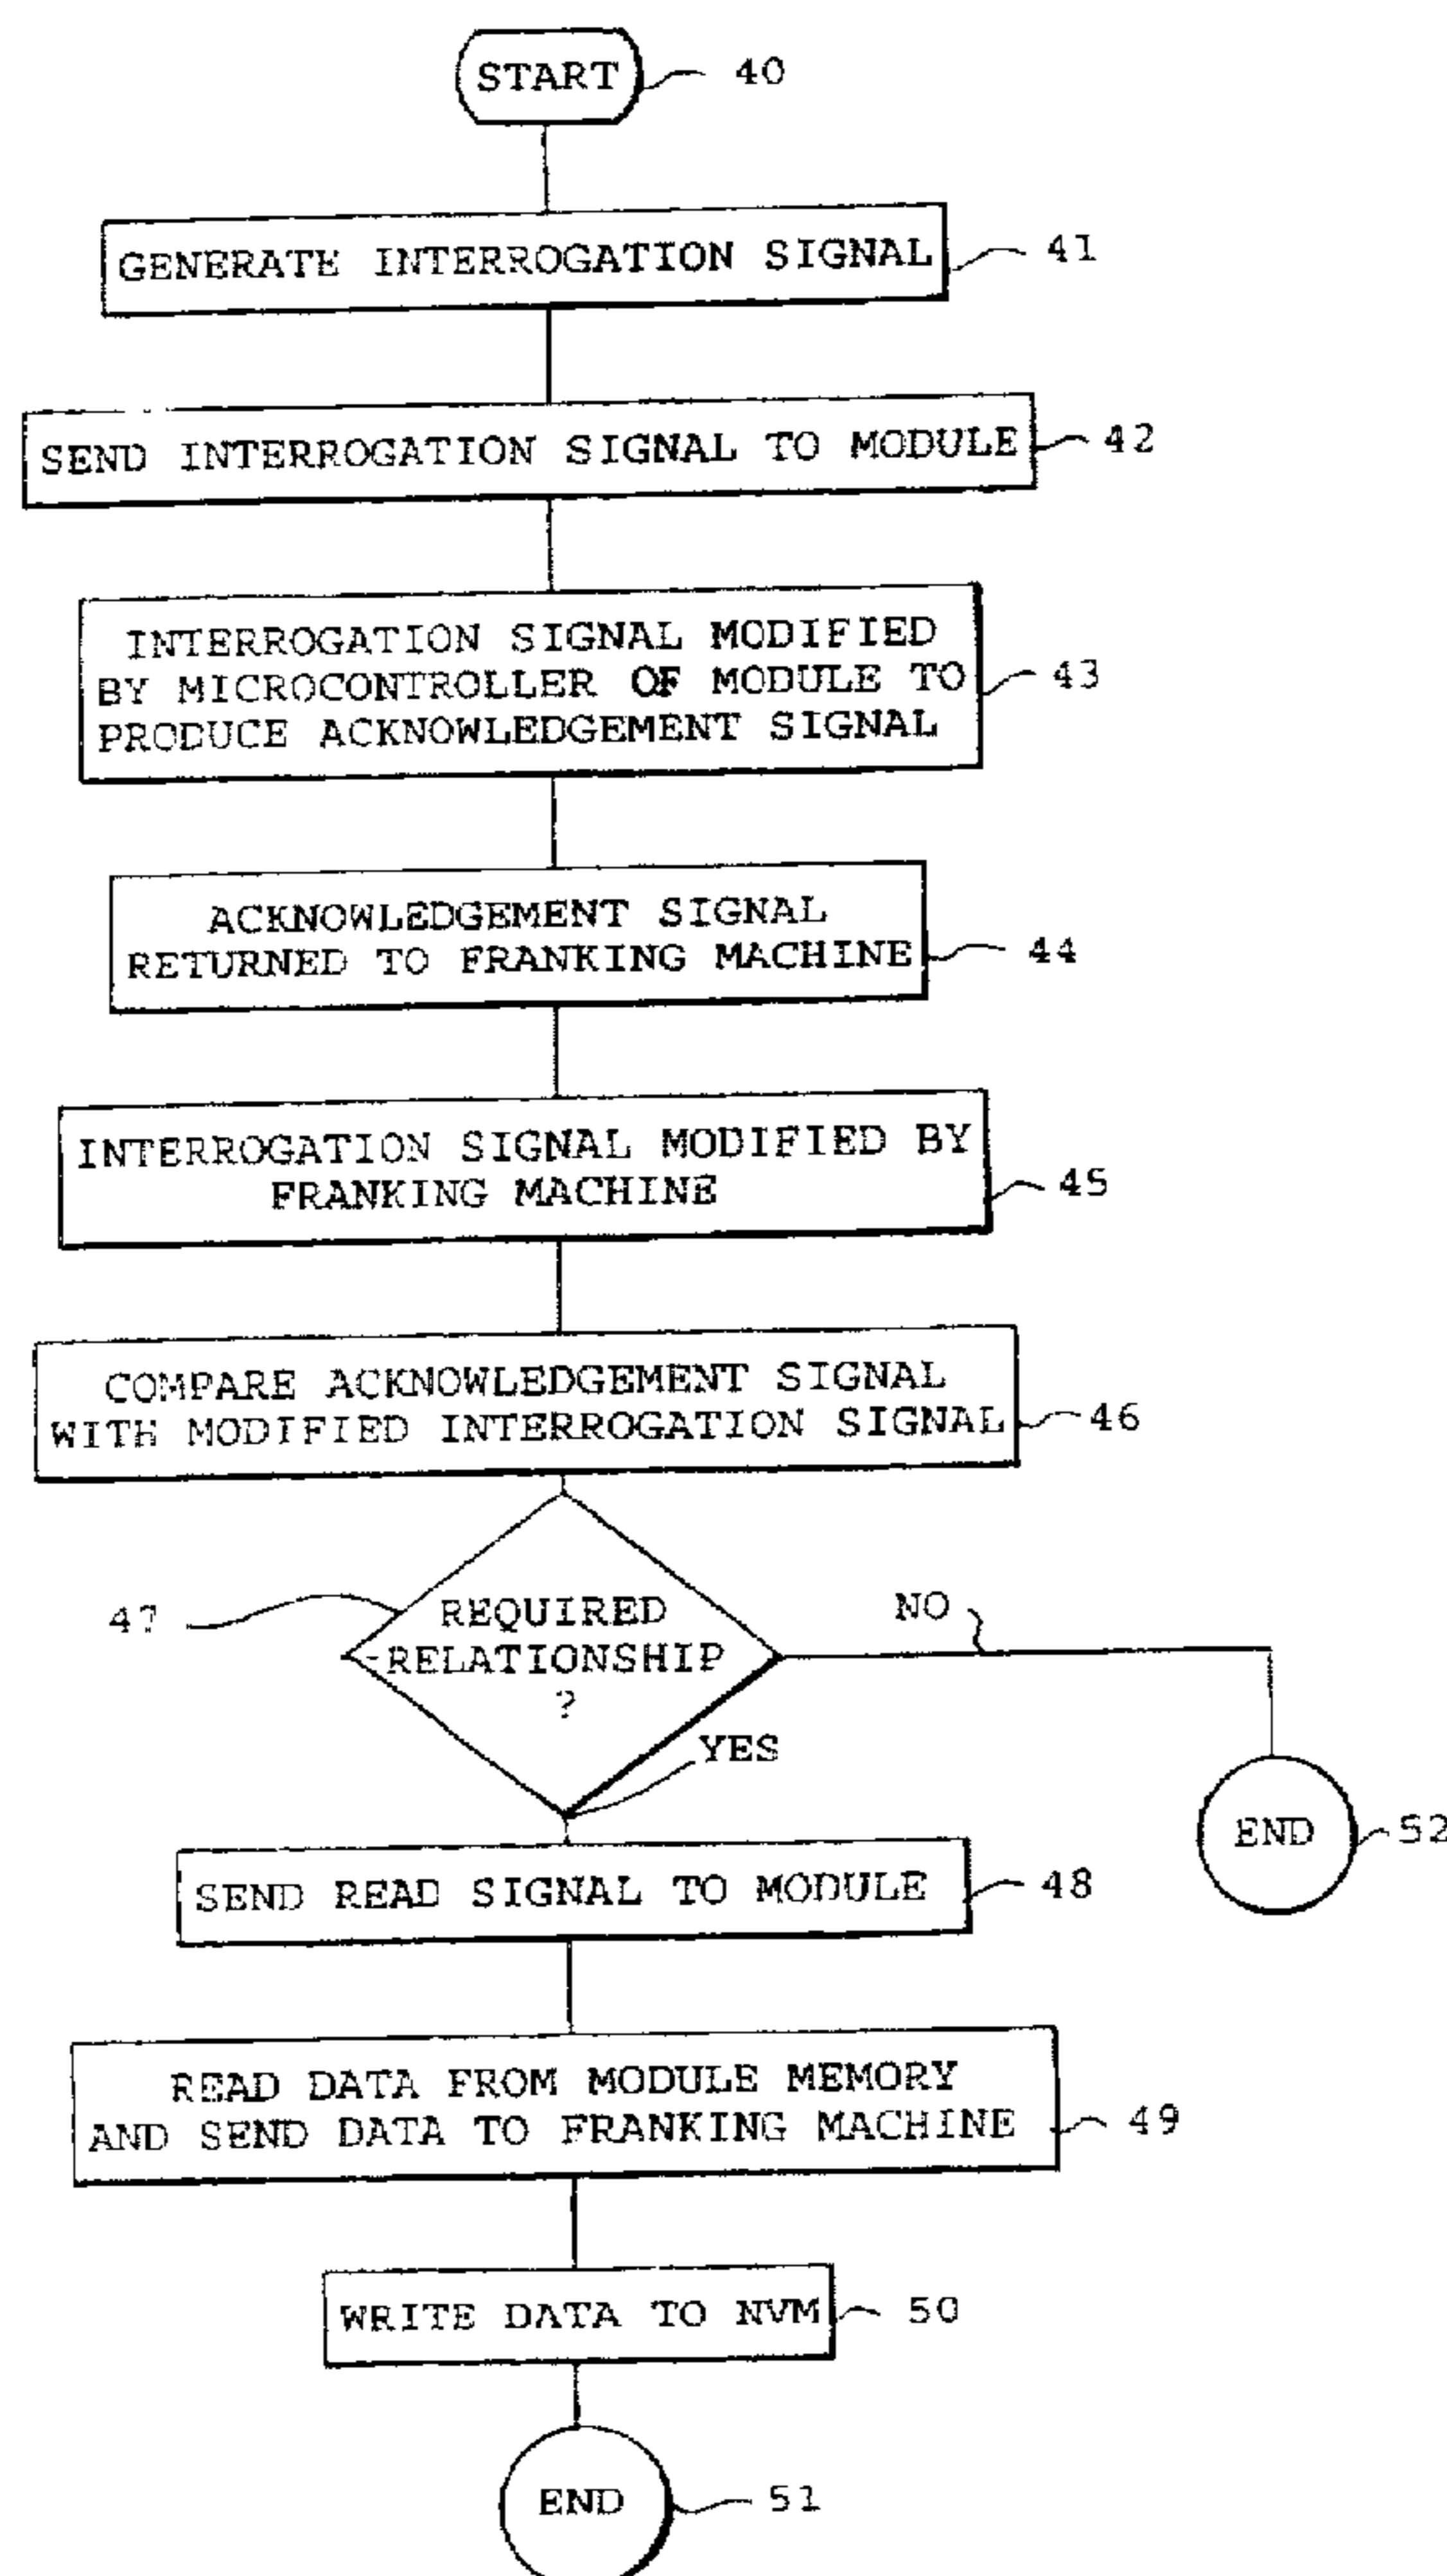 START
40
GENERATE INTERROGATION SIGNAL
41
SEND INTERROGATION SIGNAL TO MODULE
42
INTERROGATION SIGNAL MODIFIED
BY MICROCONTROLLER OF MODULE TO
PRODUCE ACKNOWLEDGEMENT SIGNAL
43
ACKNOWLEDGEMENT SIGNAL
RETURNED TO FRANKING MACHINE
44
INTERROGATION SIGNAL MODIFIED BY
FRANKING MACHINE
45
COMPARE ACKNOWLEDGEMENT SIGNAL
WITH MODIFIED INTERROGATION SIGNAL
46
47
REQUIRED
RELATIONSHIP
?
NO
YES
END
52
SEND READ SIGNAL TO MODULE
48
READ DATA FROM MODULE MEMORY
AND SEND DATA TO FRANKING MACHINE
49
WRITE DATA TO NVM
50
END
51